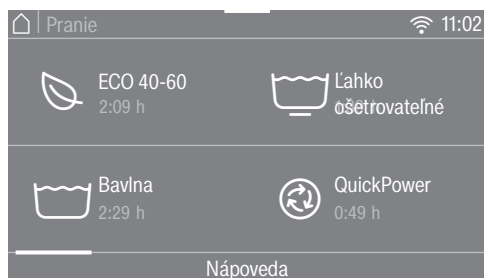 Pranie
11:02
ECO 40-60
2:09 h
Ľahko
ošetrovateľné
Bavlna
2:29 h
QuickPower
0:49 h
Nápoveda